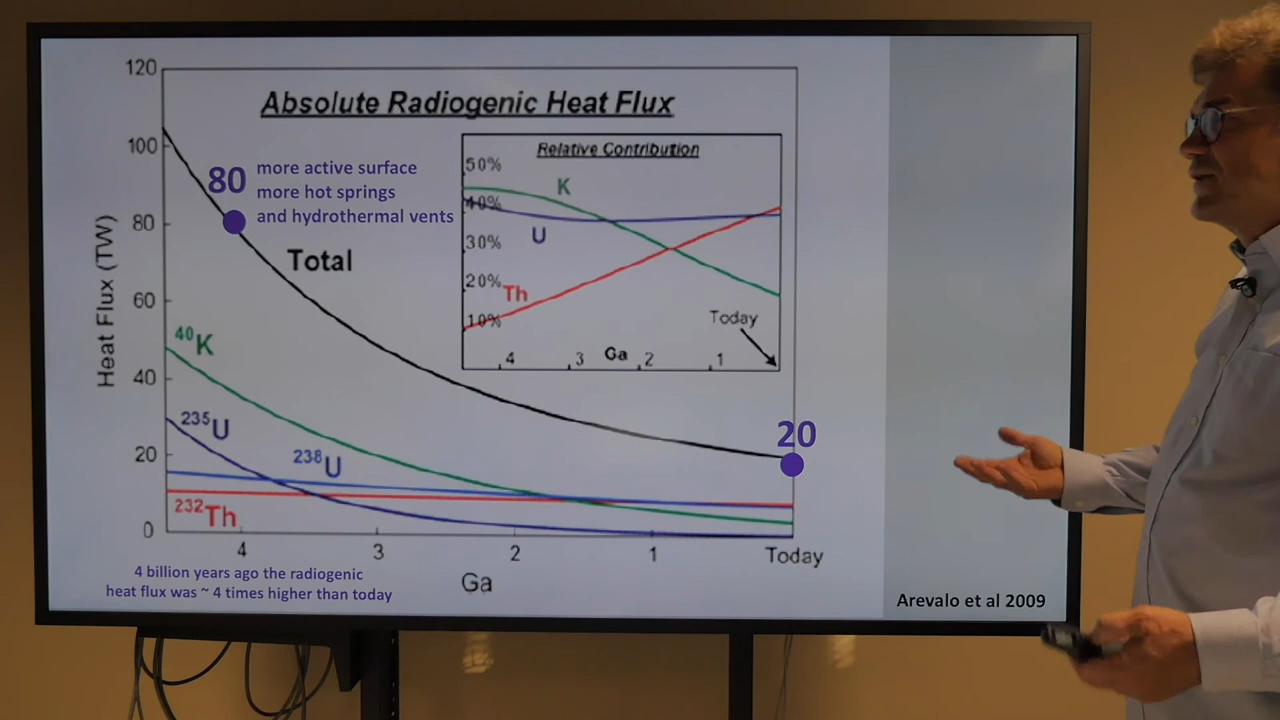 120
100
80
60
40
20
0
Heat Flux (TW)
Absolute Radiogenic Heat Flux
80
more active surface
more hot springs
and hydrothermal vents
Total
40K
235U
238U
232Th
Relative Contribution
50%
40%
30%
20%
10%
K
U
Th
Today
4
3
Ga
2
1
20
4
3
2
1
Today
Ga
4 billion years ago the radiogenic
heat flux was ~ 4 times higher than today
Arevalo et al 2009